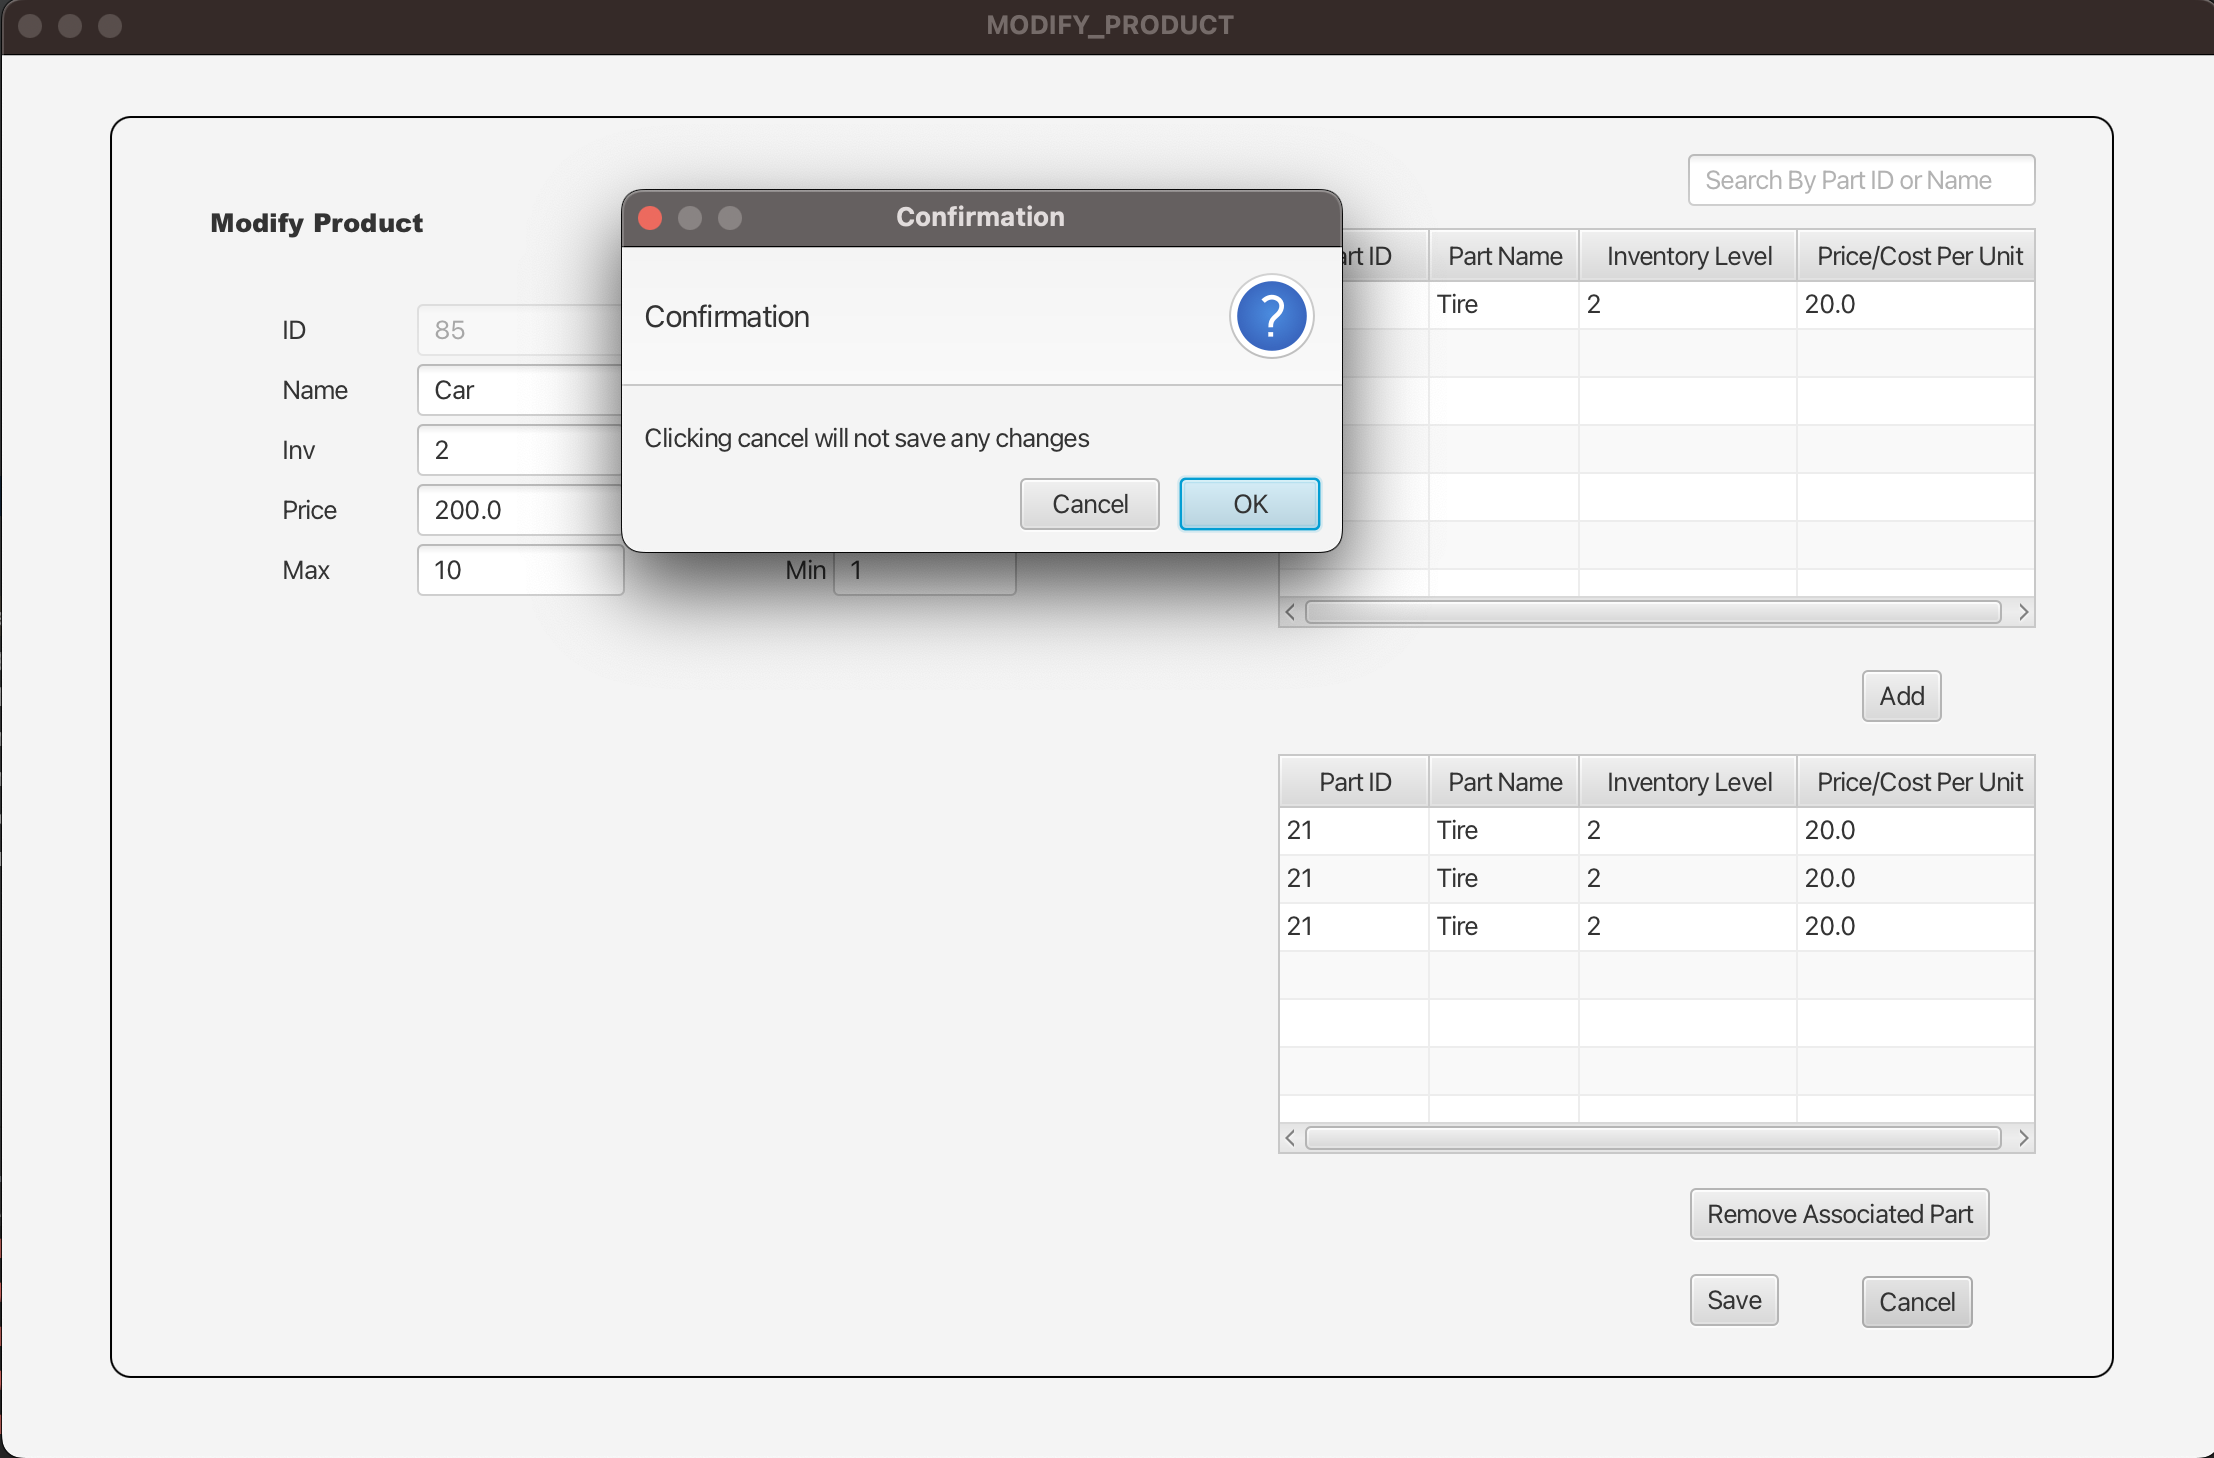 MODIFY_PRODUCT
Search By Part ID or Name
Modify Product
Confirmation
Confirmation
?
Clicking cancel will not save any changes
Cancel OK
ID 85
Name Car
Inv 2
Price 200.0
Max 10 Min 1
ID Part Name Inventory Level Price/Cost Per Unit
Tire 2 20.0
Add
Part ID Part Name Inventory Level Price/Cost Per Unit
21 Tire 2 20.0
21 Tire 2 20.0
21 Tire 2 20.0
Remove Associated Part
Save Cancel